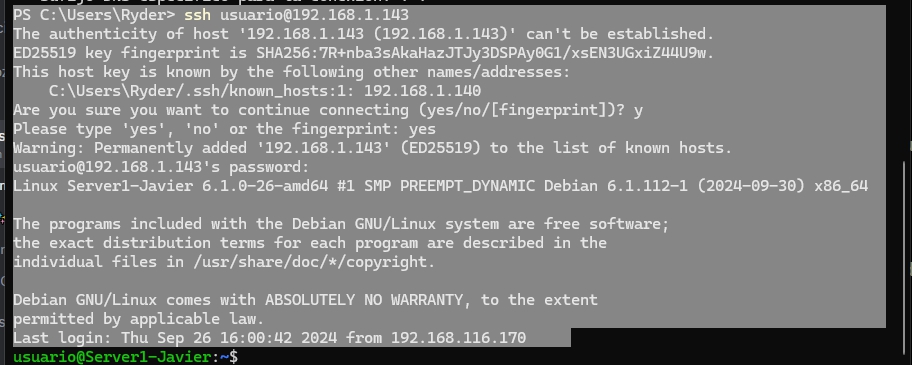 PS C:\Users\Ryder> ssh usuario@192.168.1.143
The authenticity of host '192.168.1.143 (192.168.1.143)' can't be established.
ED25519 key fingerprint is SHA256:7R+nba3sAkaHazJTJy3DSPAy0G1/xsEN3UGxiZ44U9w.
This host key is known by the following other names/addresses:
    C:\Users\Ryder/.ssh/known_hosts:1: 192.168.1.140
Are you sure you want to continue connecting (yes/no/[fingerprint])? y
Please type 'yes', 'no' or the fingerprint: yes
Warning: Permanently added '192.168.1.143' (ED25519) to the list of known hosts.
usuario@192.168.1.143's password:
Linux Server1-Javier 6.1.0-26-amd64 #1 SMP PREEMPT_DYNAMIC Debian 6.1.112-1 (2024-09-30) x86_64

The programs included with the Debian GNU/Linux system are free software;
the exact distribution terms for each program are described in the
individual files in /usr/share/doc/*/copyright.

Debian GNU/Linux comes with ABSOLUTELY NO WARRANTY, to the extent
permitted by applicable law.
Last login: Thu Sep 26 16:00:42 2024 from 192.168.116.170
usuario@Server1-Javier:~$